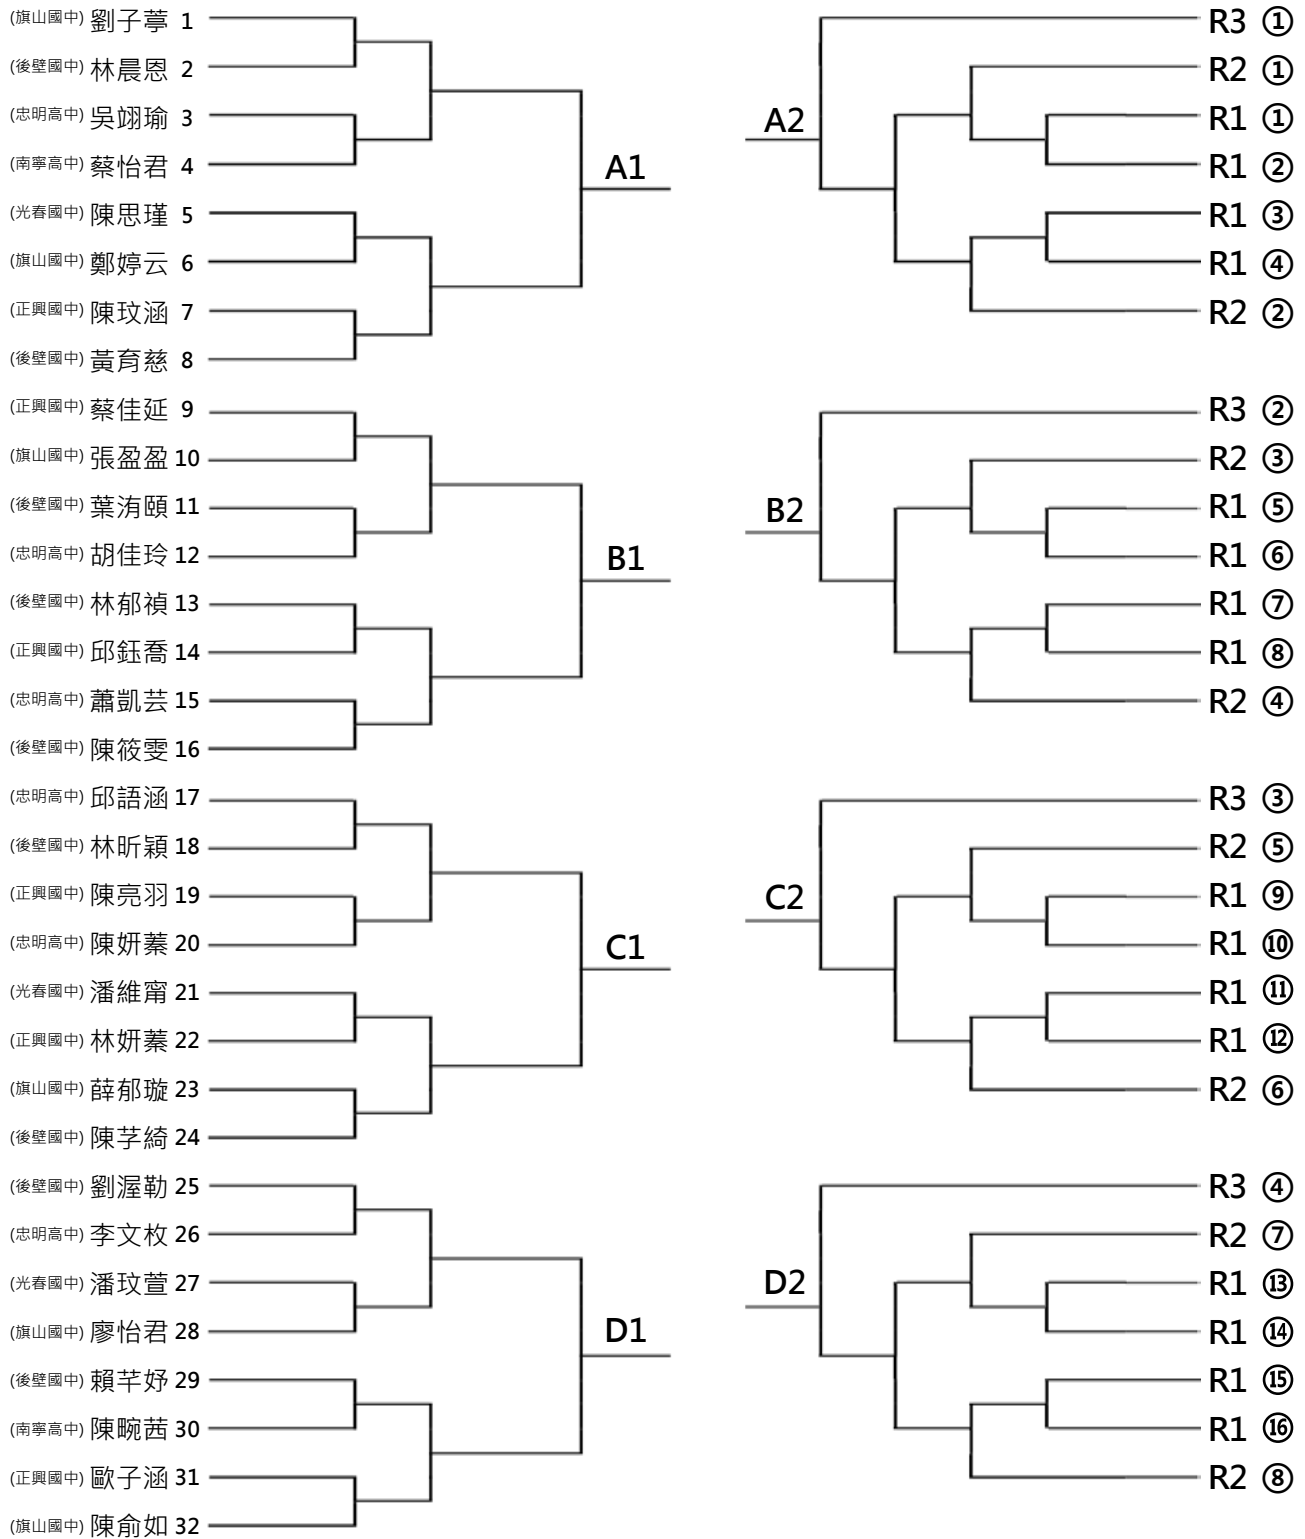 (旗山國中) 劉子葶 1
(後壁國中) 林晨恩 2
(忠明高中) 吳翊瑜 3
(南寧高中) 蔡怡君 4
A1
(光春國中) 陳思瑾 5
(旗山國中) 鄭婷云 6
(正興國中) 陳玟涵 7
(後壁國中) 黃育慈 8
(正興國中) 蔡佳延 9
(旗山國中) 張盈盈 10
(後壁國中) 葉洧頤 11
(忠明高中) 胡佳玲 12
B1
(後壁國中) 林郁禎 13
(正興國中) 邱鈺喬 14
(忠明高中) 蕭凱芸 15
(後壁國中) 陳筱雯 16
(忠明高中) 邱語涵 17
(後壁國中) 林昕穎 18
(正興國中) 陳亮羽 19
(忠明高中) 陳妍蓁 20
C1
(光春國中) 潘維甯 21
(正興國中) 林妍蓁 22
(旗山國中) 薛郁璇 23
(後壁國中) 陳芓綺 24
(後壁國中) 劉渥勒 25
(忠明高中) 李文枚 26
(光春國中) 潘玟萱 27
(旗山國中) 廖怡君 28
D1
(後壁國中) 賴芊妤 29
(南寧高中) 陳畹茜 30
(正興國中) 歐子涵 31
(旗山國中) 陳俞如 32
R3 ①
R2 ①
A2
R1 ①
R1 ②
R1 ③
R1 ④
R2 ②
R3 ②
R2 ③
B2
R1 ⑤
R1 ⑥
R1 ⑦
R1 ⑧
R2 ④
R3 ③
R2 ⑤
C2
R1 ⑨
R1 ⑩
R1 ⑪
R1 ⑫
R2 ⑥
R3 ④
R2 ⑦
D2
R1 ⑬
R1 ⑭
R1 ⑮
R1 ⑯
R2 ⑧